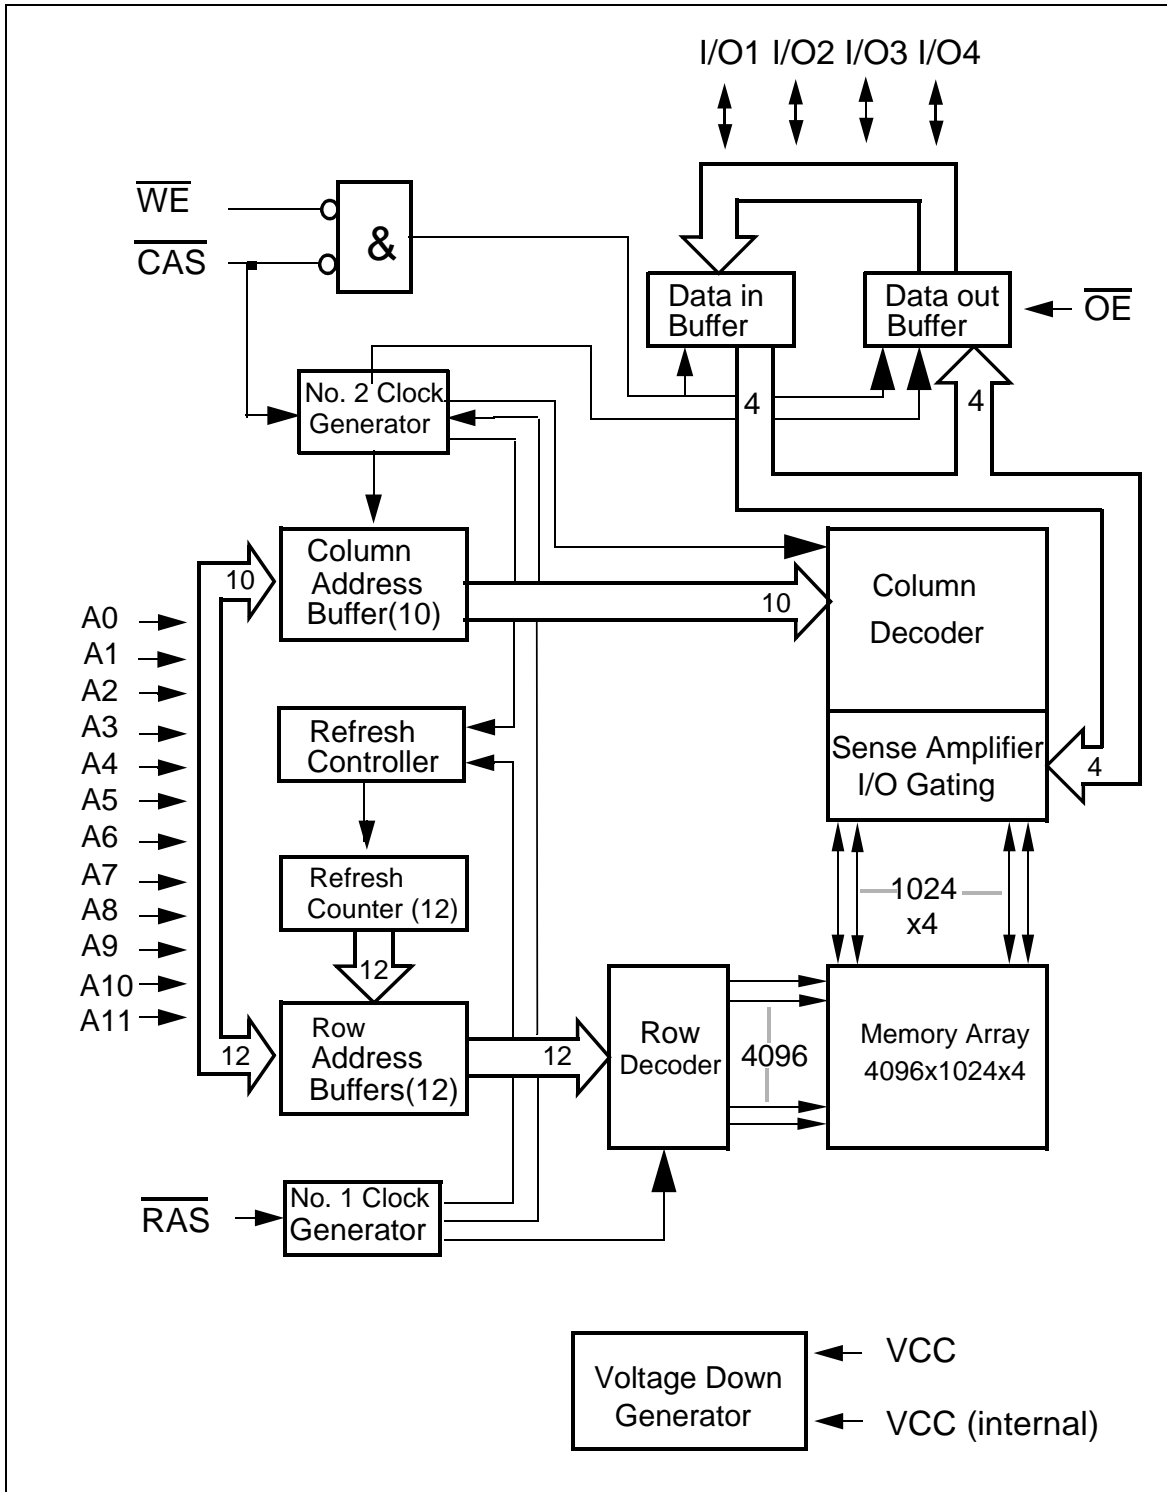 I/O1 I/O2 I/O3 I/O4
WE
CAS
&
Data in
Buffer
Data out
Buffer
OE
No. 2 Clock
Generator
4
4
Column
Address
Buffer(10)
10
10
Column
Decoder
A0
A1
A2
A3
A4
A5
A6
A7
A8
A9
A10
A11
Refresh
Controller
Sense Amplifier
I/O Gating
4
Refresh
Counter (12)
1024
x4
12
Row
Address
Buffers(12)
12
12
Row
Decoder
4096
Memory Array
4096x1024x4
RAS
No. 1 Clock
Generator
Voltage Down
Generator
VCC
VCC (internal)